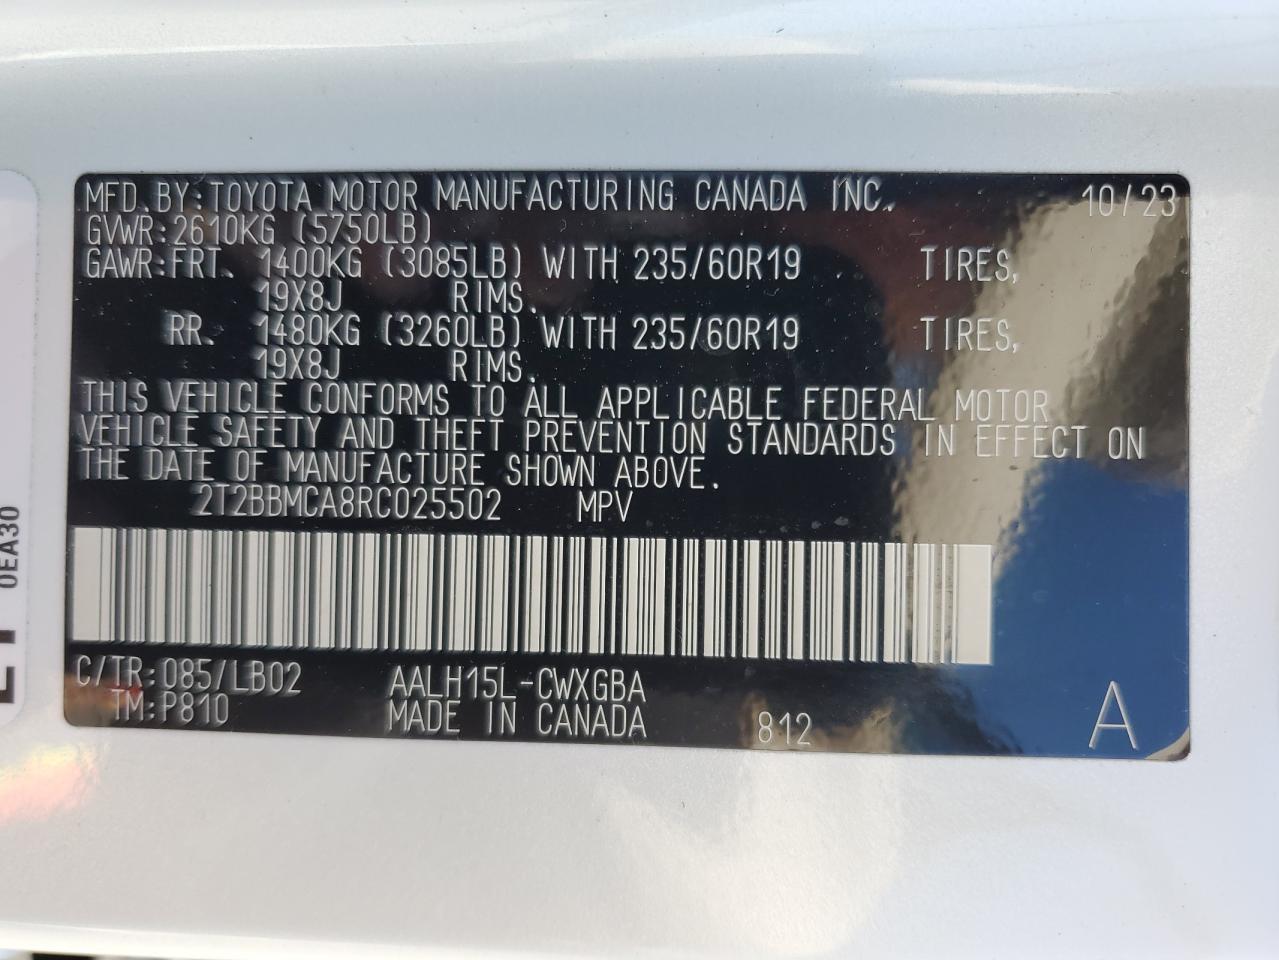 MFD.BY:TOYOTA MOTOR MANUFACTURING CANADA INC. 10/23
GVWR:2610KG (5750LB)
GAWR:FRT. 1400KG (3085LB) WITH 235/60R19 TIRES,
19X8J RIMS.
RR. 1480KG (3260LB) WITH 235/60R19 TIRES,
19X8J RIMS.
THIS VEHICLE CONFORMS TO ALL APPLICABLE FEDERAL MOTOR
VEHICLE SAFETY AND THEFT PREVENTION STANDARDS IN EFFECT ON
THE DATE OF MANUFACTURE SHOWN ABOVE.
2T2BBMCA8RC025502 MPV
C/TR:085/LB02 AALH15L-CWXGBA
TM:P810 MADE IN CANADA 812 A
0EA30